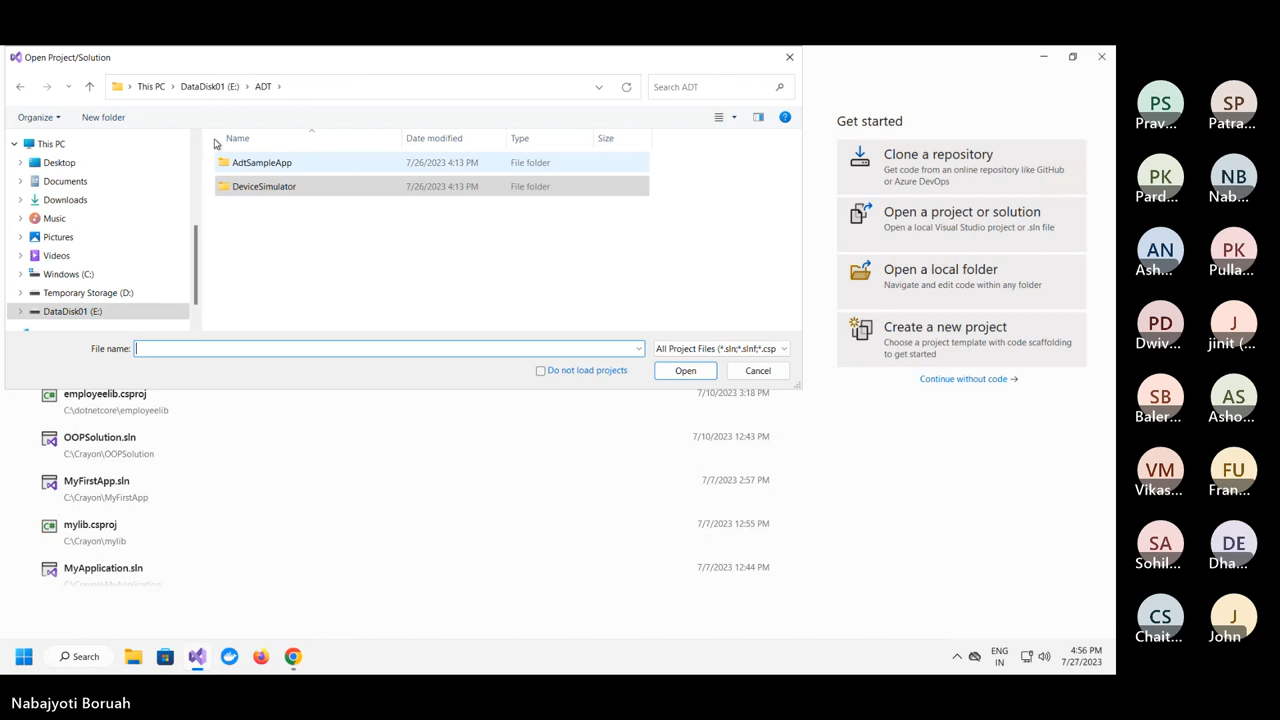 Open Project/Solution
This PC > DataDisk01 (E:) > ADT >
Search ADT
Organize
New folder
Name
Date modified
Type
Size
This PC
Desktop
Documents
Downloads
Music
Pictures
Videos
Windows (C:)
Temporary Storage (D:)
DataDisk01 (E:)
AdtSampleApp 7/26/2023 4:13 PM File folder
DeviceSimulator 7/26/2023 4:13 PM File folder
File name:
All Project Files (*.sln;*.slnf;*.csp
Do not load projects
Open
Cancel
employeelib.csproj 7/10/2023 3:18 PM
C:\dotnetcore\employeelib
OOPSolution.sln 7/10/2023 12:43 PM
C:\Crayon\OOPSolution
MyFirstApp.sln 7/7/2023 2:57 PM
C:\Crayon\MyFirstApp
mylib.csproj 7/7/2023 12:55 PM
C:\Crayon\mylib
MyApplication.sln 7/7/2023 12:44 PM
C:\Crayon\MyApplication
Get started
Clone a repository
Get code from an online repository like GitHub
or Azure DevOps
Open a project or solution
Open a local Visual Studio project or .sln file
Open a local folder
Navigate and edit code within any folder
Create a new project
Choose a project template with code scaffolding
to get started
Continue without code →
Search
ENG
IN
4:56 PM
7/27/2023
PS
Prav...
SP
Patra...
PK
Pard...
NB
Nab...
AN
Ash...
PK
Pulla...
PD
Dwiv...
J
jinit (...
SB
Baler...
AS
Asho...
VM
Vikas...
FU
Fran...
SA
Sohil...
DE
Dha...
CS
Chait...
J
John
Nabajyoti Boruah